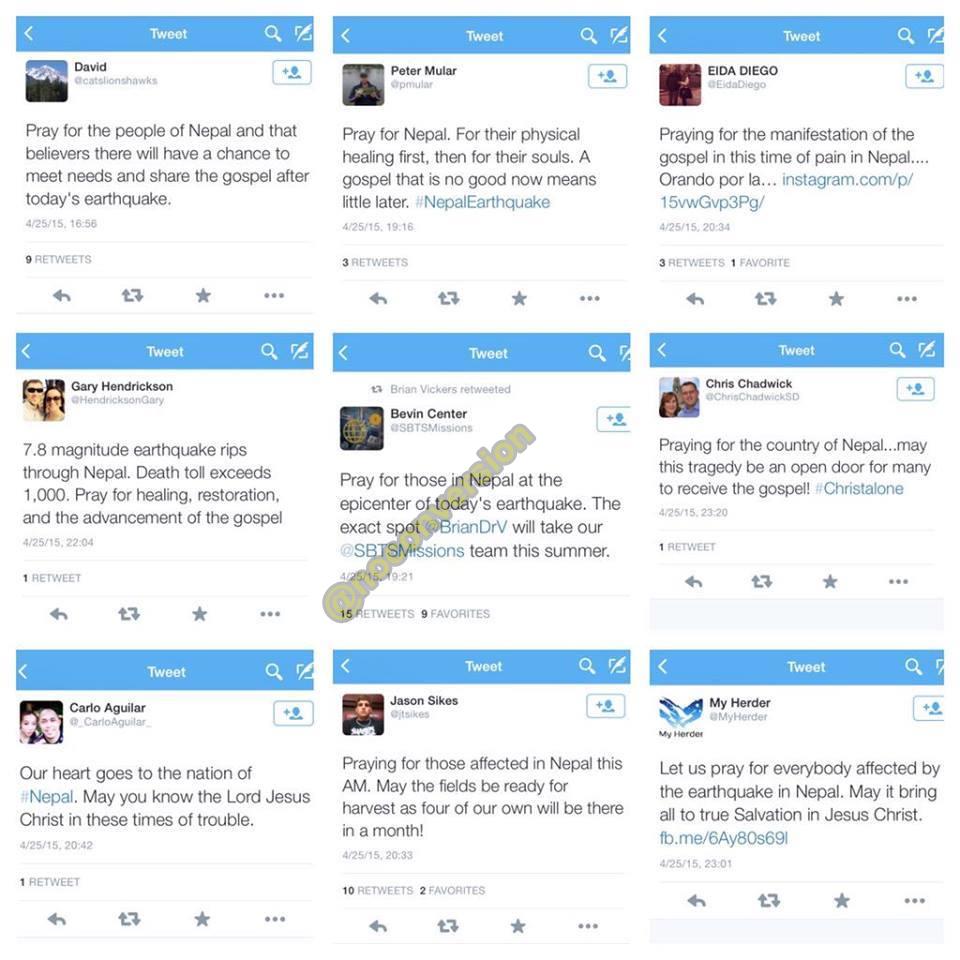 Tweet
David
@catslionshawks
Pray for the people of Nepal and that
believers there will have a chance to
meet needs and share the gospel after
today's earthquake.
4/25/15, 16:56
9 RETWEETS
Tweet
Peter Mular
@pmular
Pray for Nepal. For their physical
healing first, then for their souls. A
gospel that is no good now means
little later. #NepalEarthquake
4/25/15, 19:16
3 RETWEETS
Tweet
EIDA DIEGO
@EidaDiego
Praying for the manifestation of the
gospel in this time of pain in Nepal....
Orando por la... instagram.com/p/
15vwGvp3Pg/
4/25/15, 20:34
3 RETWEETS 1 FAVORITE
Tweet
Gary Hendrickson
@HendricksonGary
7.8 magnitude earthquake rips
through Nepal. Death toll exceeds
1,000. Pray for healing, restoration,
and the advancement of the gospel
4/25/15, 22:04
1 RETWEET
Tweet
Brian Vickers retweeted
Bevin Center
@SBTSMissions
Pray for those in Nepal at the
epicenter of today's earthquake. The
exact spot @BrianDrV will take our
@SBTSMissions team this summer.
4/25/15, 19:21
15 RETWEETS 9 FAVORITES
@noconversion
Tweet
Chris Chadwick
@ChrisChadwickSD
Praying for the country of Nepal...may
this tragedy be an open door for many
to receive the gospel! #Christalone
4/25/15, 23:20
1 RETWEET
Tweet
Carlo Aguilar
@_CarloAguilar_
Our heart goes to the nation of
#Nepal. May you know the Lord Jesus
Christ in these times of trouble.
4/25/15, 20:42
1 RETWEET
Tweet
Jason Sikes
@jtsikes
Praying for those affected in Nepal this
AM. May the fields be ready for
harvest as four of our own will be there
in a month!
4/25/15, 20:33
10 RETWEETS 2 FAVORITES
Tweet
My Herder
My Herder
@MyHerder
Let us pray for everybody affected by
the earthquake in Nepal. May it bring
all to true Salvation in Jesus Christ.
fb.me/6Ay80s69l
4/25/15, 23:01